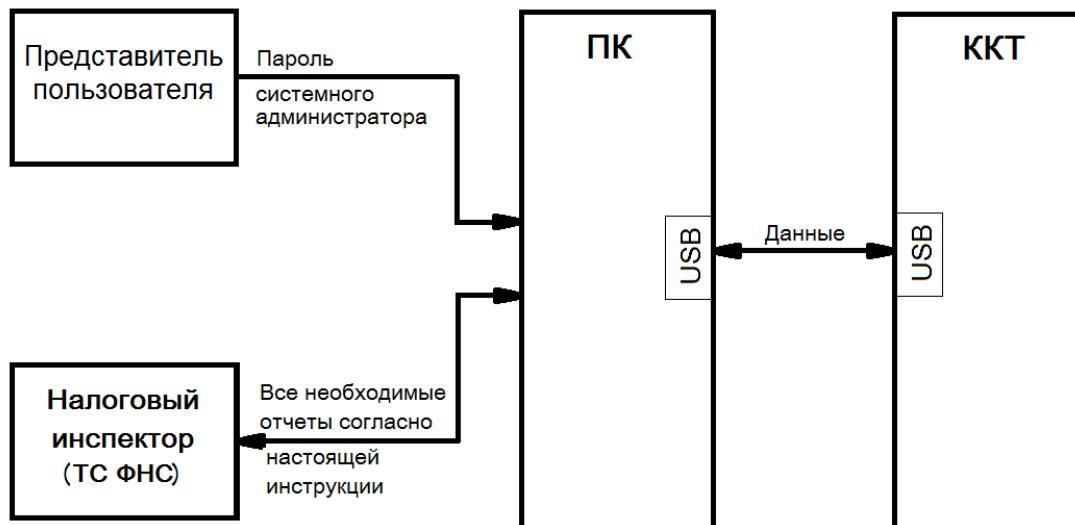 Представитель
пользователя
Пароль
системного
администратора
ПК
ККТ
USB
Данные
USB
Налоговый
инспектор
(ТС ФНС)
Все необходимые
отчеты согласно
настоящей
инструкции